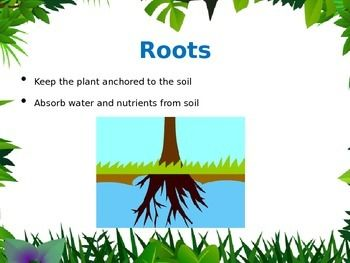 Roots
• Keep the plant anchored to the soil
• Absorb water and nutrients from soil